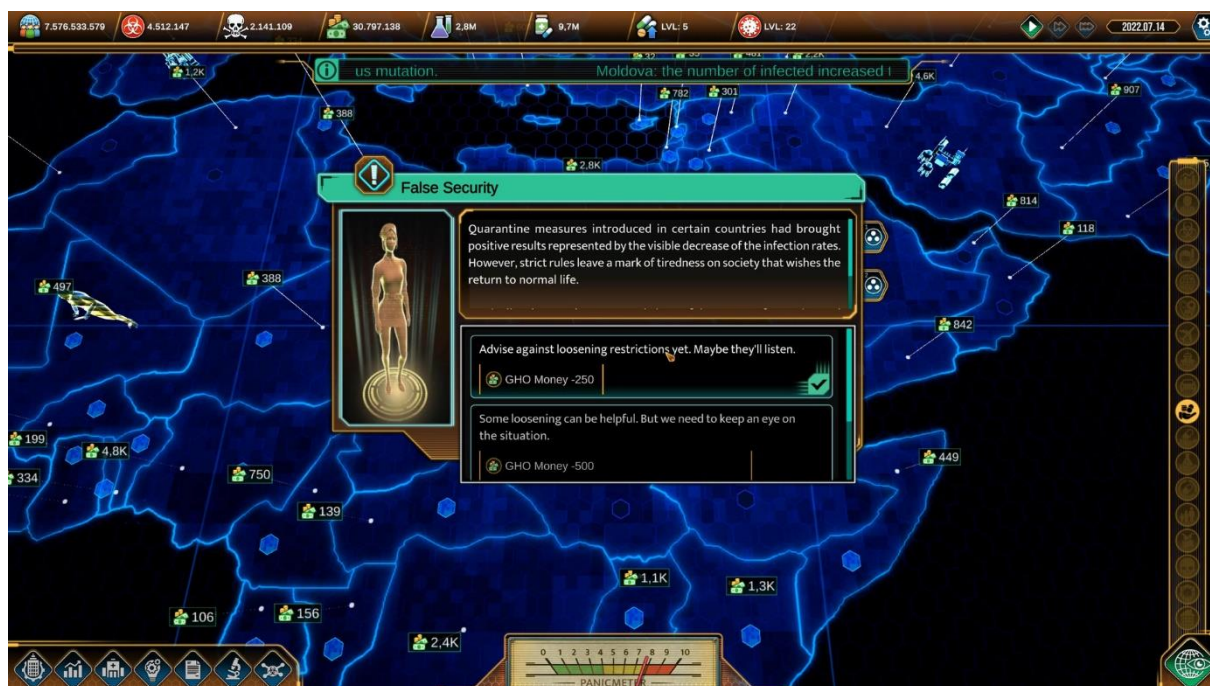 7.576.533.579
4.512.147
2.141.109
30.797.138
2,8M
9,7M
LVL: 5
LVL: 22
2022.07.14
us mutation. Moldova: the number of infected increased
1,2K
388
782
301
4.6K
907
2,8K
False Security
Quarantine measures introduced in certain countries had brought
positive results represented by the visible decrease of the infection rates.
However, strict rules leave a mark of tiredness on society that wishes the
return to normal life.
814
118
388
497
842
Advise against loosening restrictions yet. Maybe they'll listen.
GHO Money -250
Some loosening can be helpful. But we need to keep an eye on
the situation.
GHO Money -500
199
4,8K
334
750
139
449
1,1K
1,3K
106
156
2,4K
0 1 2 3 4 5 6 7 8 9 10
PANICMETER